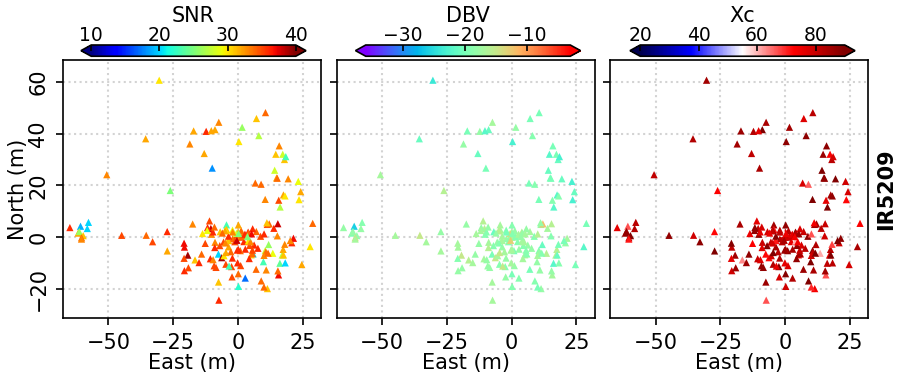 SNR DBV Xc
10 20 30 40 −30 −20 −10 20 40 60 80
60
40
20
0
−20
North (m)
IR5209
−50 −25 0 25 −50 −25 0 25 −50 −25 0 25
East (m) East (m) East (m)